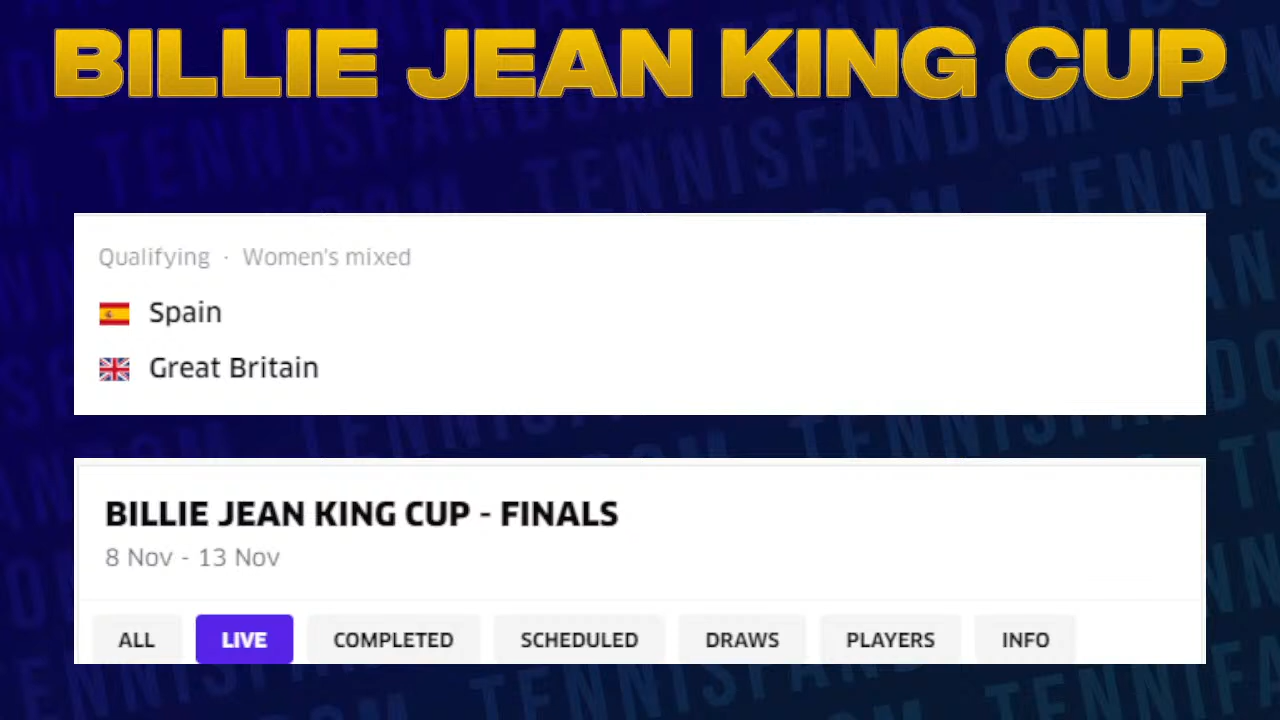 BILLIE JEAN KING CUP
Qualifying · Women's mixed
Spain
Great Britain
BILLIE JEAN KING CUP - FINALS
8 Nov - 13 Nov
ALL LIVE COMPLETED SCHEDULED DRAWS PLAYERS INFO
TENNISFANDOM